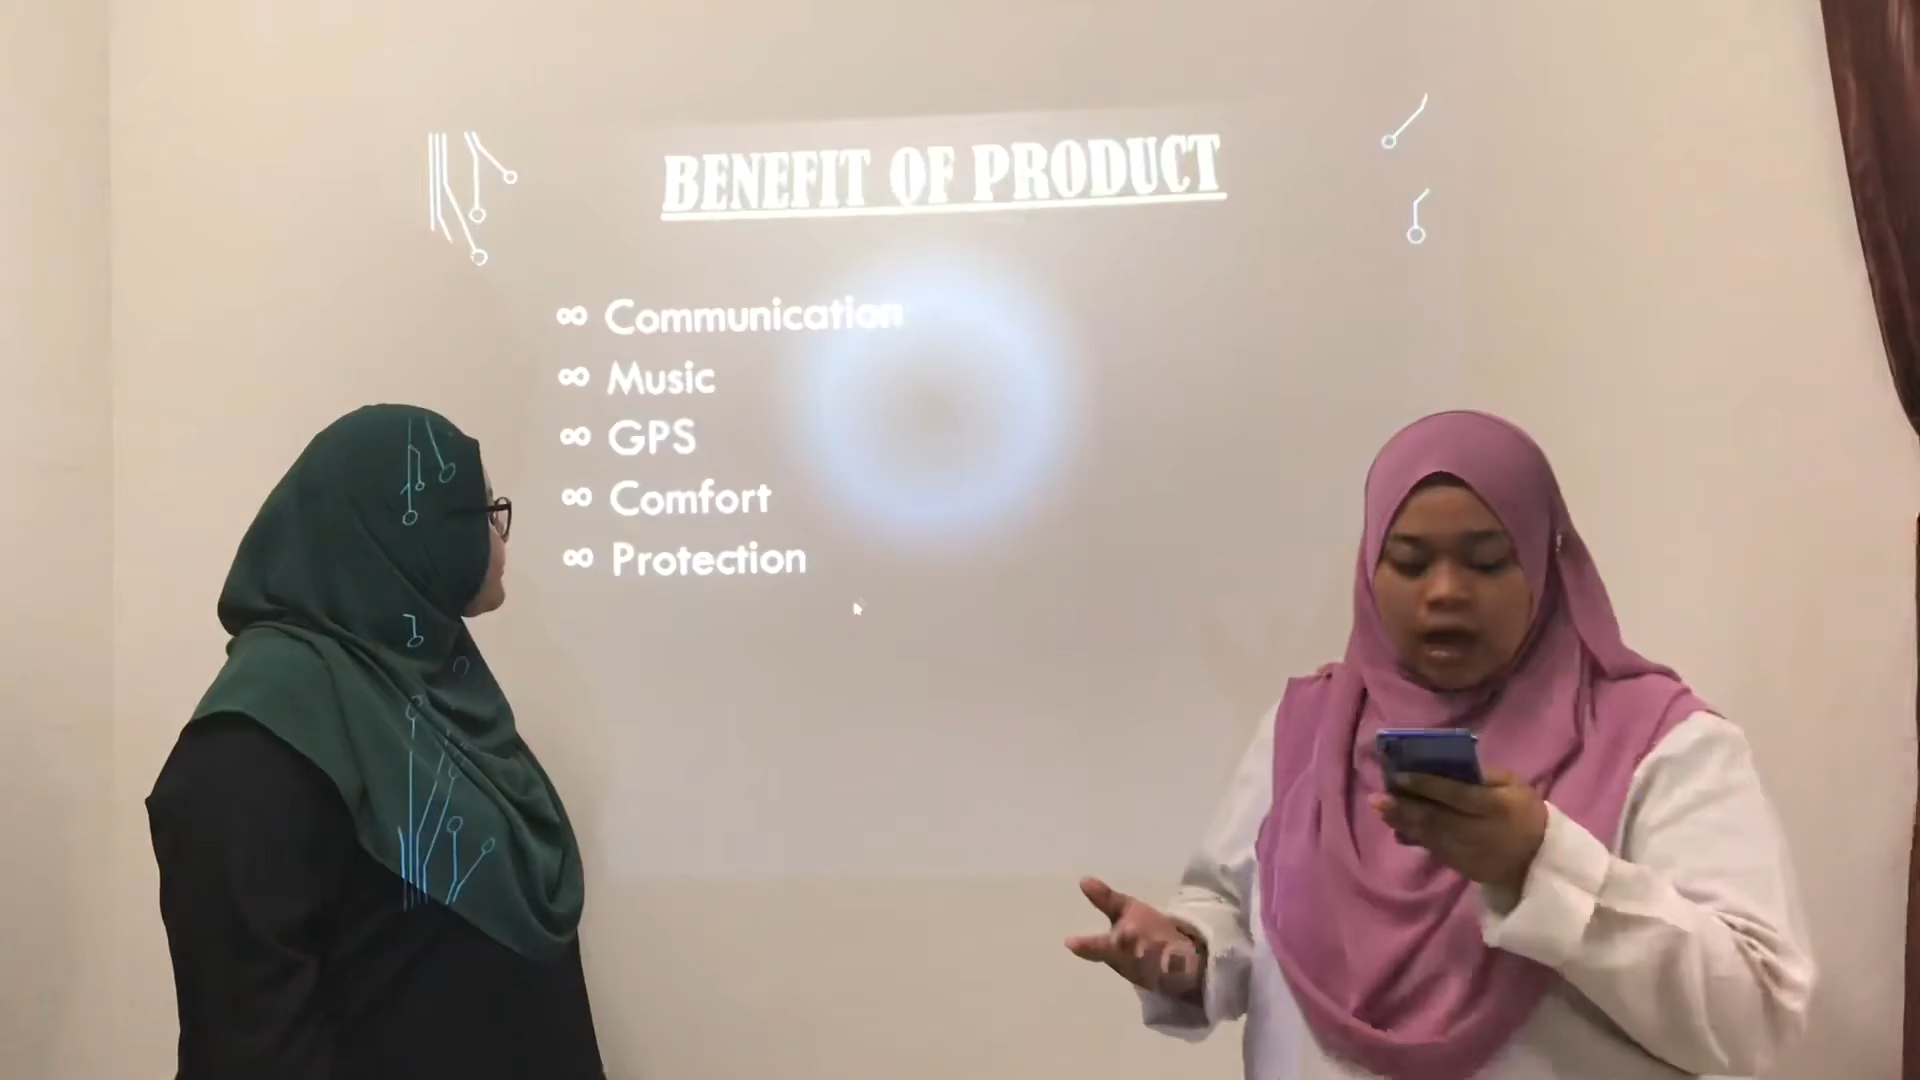 BENEFIT OF PRODUCT
∞ Communication
∞ Music
∞ GPS
∞ Comfort
∞ Protection